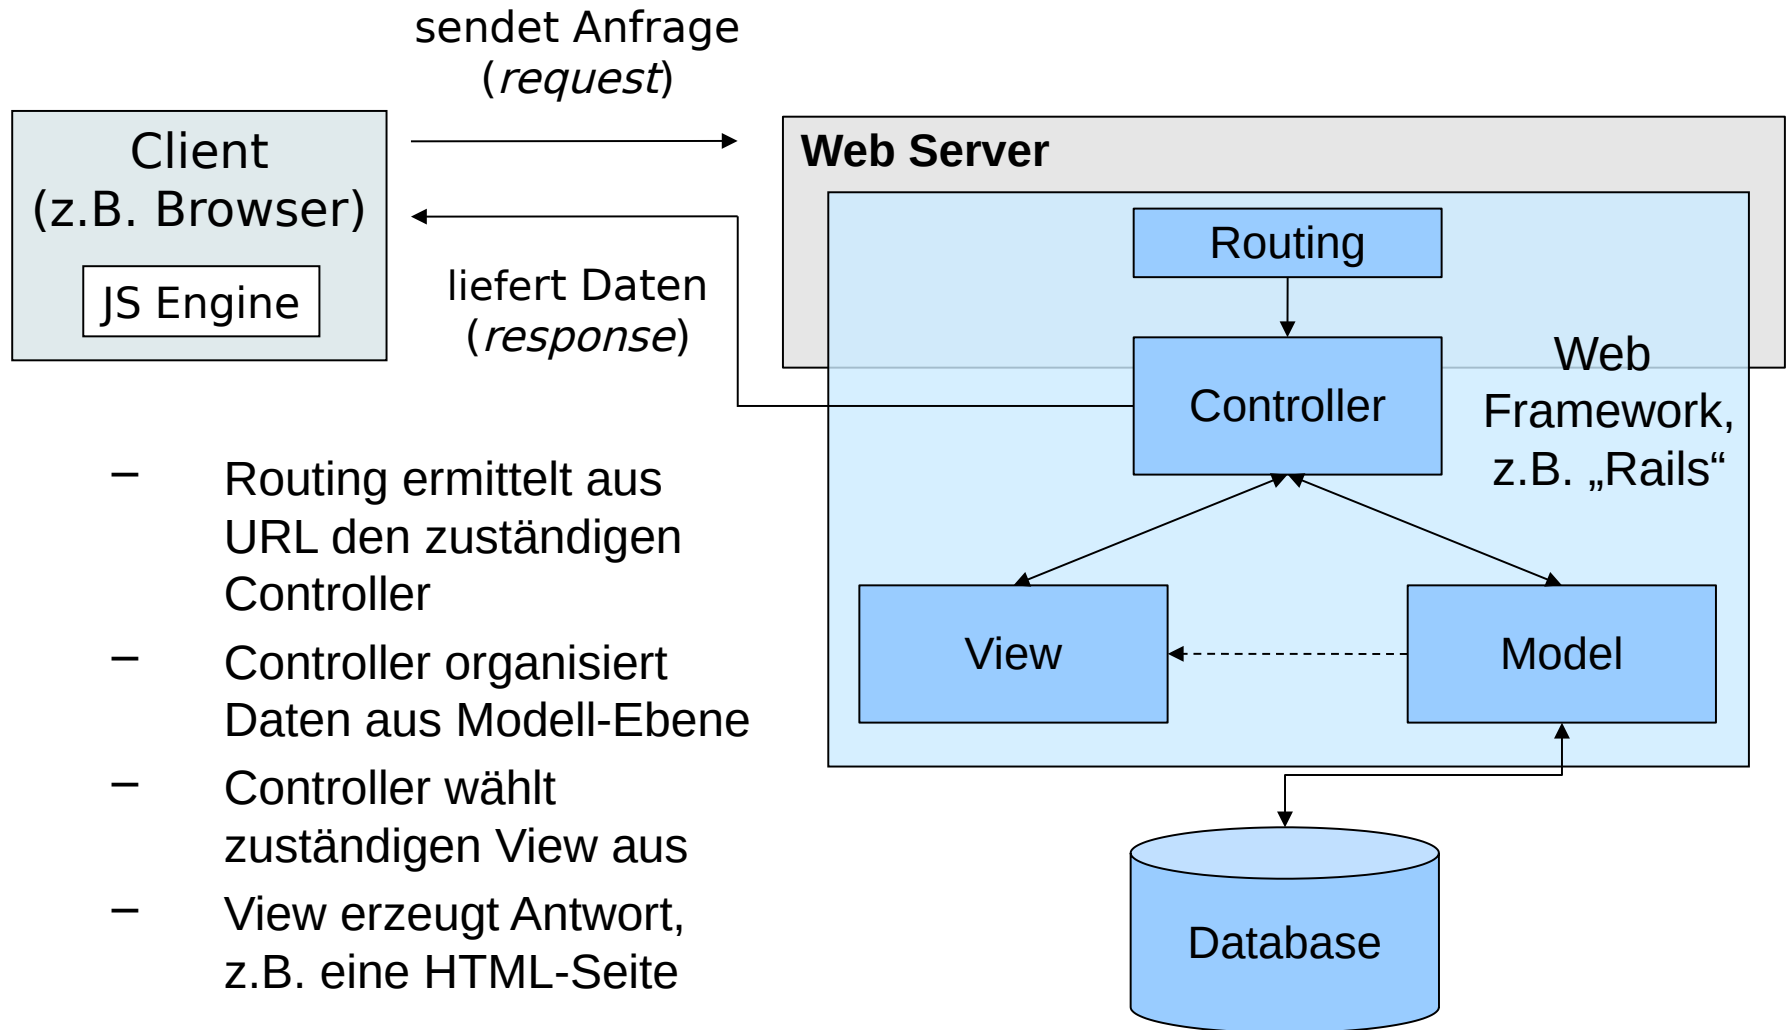 sendet Anfrage
(request)
Client
(z.B. Browser)
JS Engine
liefert Daten
(response)
Web Server
Routing
Controller
Web
Framework,
z.B. „Rails“
View
Model
Database
– Routing ermittelt aus
URL den zuständigen
Controller
– Controller organisiert
Daten aus Modell-Ebene
– Controller wählt
zuständigen View aus
– View erzeugt Antwort,
z.B. eine HTML-Seite